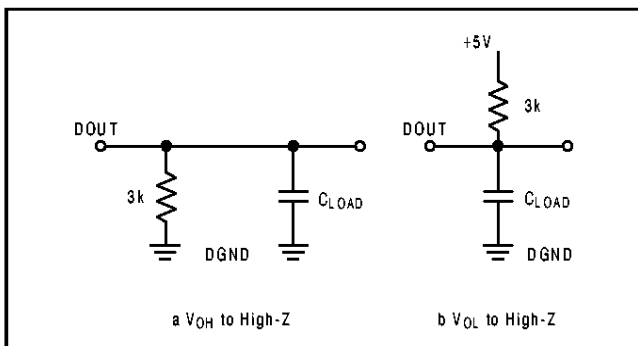 +5V
3k
DOUT
DOUT
3k
CLOAD
CLOAD
DGND
DGND
a VOH to High-Z
b VOL to High-Z